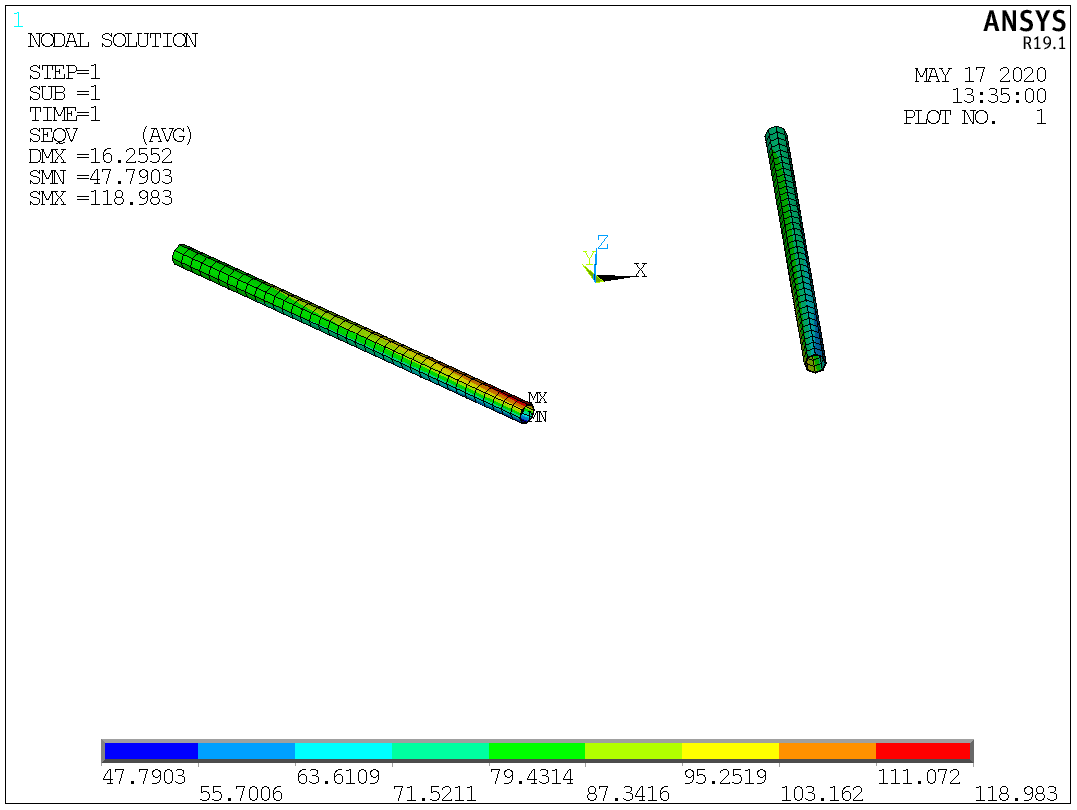 1
NODAL SOLUTION
STEP=1
SUB =1
TIME=1
SEQV (AVG)
DMX =16.2552
SMN =47.7903
SMX =118.983
ANSYS
R19.1
MAY 17 2020
13:35:00
PLOT NO. 1
Z
Y
X
MX
MN
47.7903
55.7006
63.6109
71.5211
79.4314
87.3416
95.2519
103.162
111.072
118.983